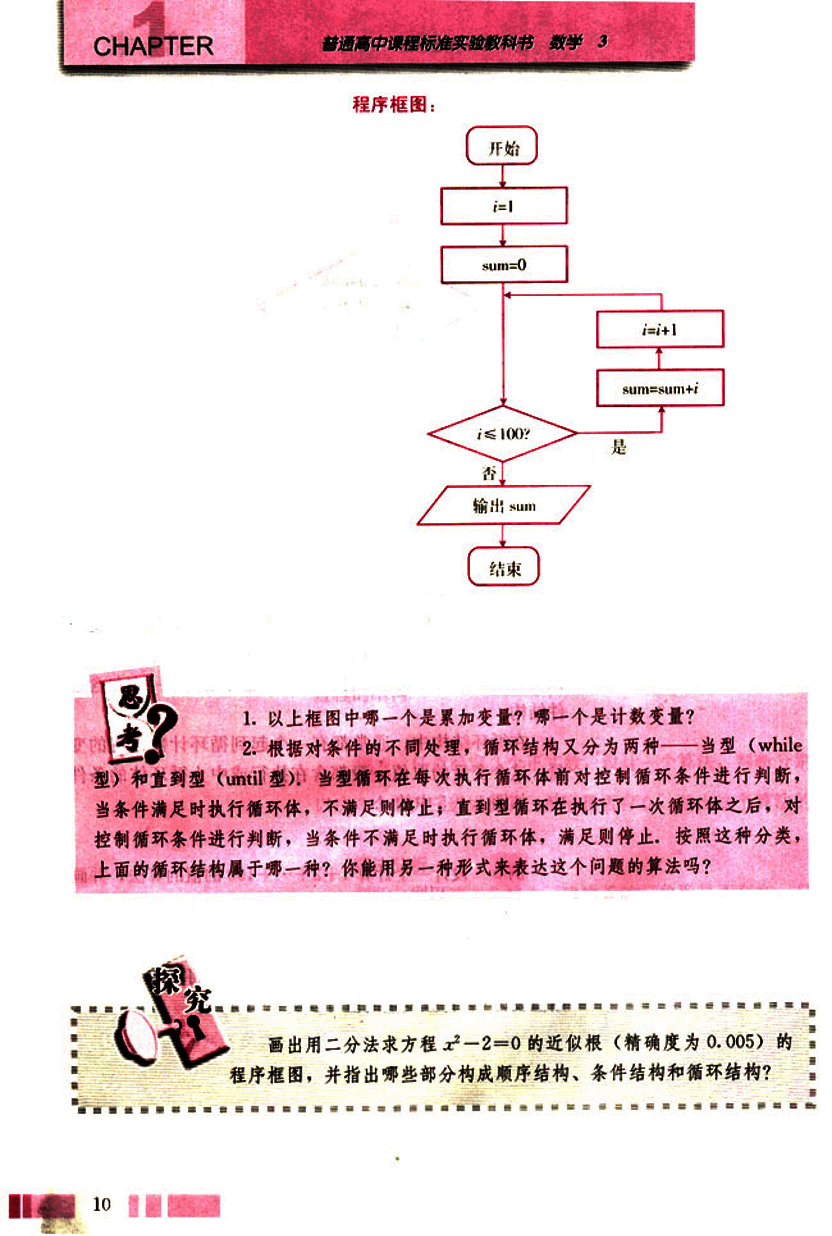 1
CHAPTER
普通高中课程标准实验教科书 数学 3
程序框图：
开始
i=1
sum=0
i=i+1
sum=sum+i
i≤100?
是
否
输出 sum
结束
思考
1. 以上框图中哪一个是累加变量？哪一个是计数变量？
2. 根据对条件的不同处理，循环结构又分为两种——当型（while
型）和直到型（until 型）. 当型循环在每次执行循环体前对控制循环条件进行判断，
当条件满足时执行循环体，不满足则停止；直到型循环在执行了一次循环体之后，对
控制循环条件进行判断，当条件不满足时执行循环体，满足则停止. 按照这种分类，
上面的循环结构属于哪一种？你能用另一种形式来表达这个问题的算法吗？
探究
画出用二分法求方程 x²−2=0 的近似根（精确度为 0.005）的
程序框图，并指出哪些部分构成顺序结构、条件结构和循环结构？
10